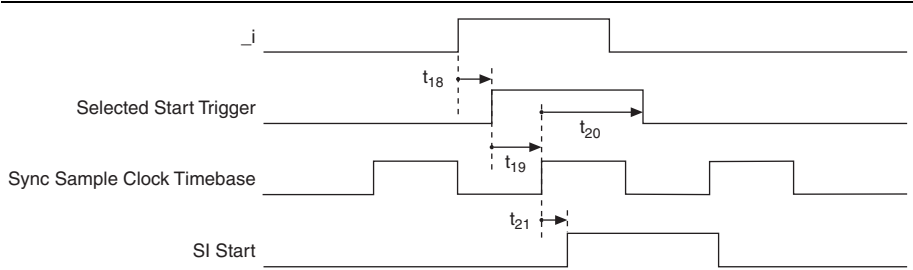 _i
t18
Selected Start Trigger
t20
t19
Sync Sample Clock Timebase
t21
SI Start